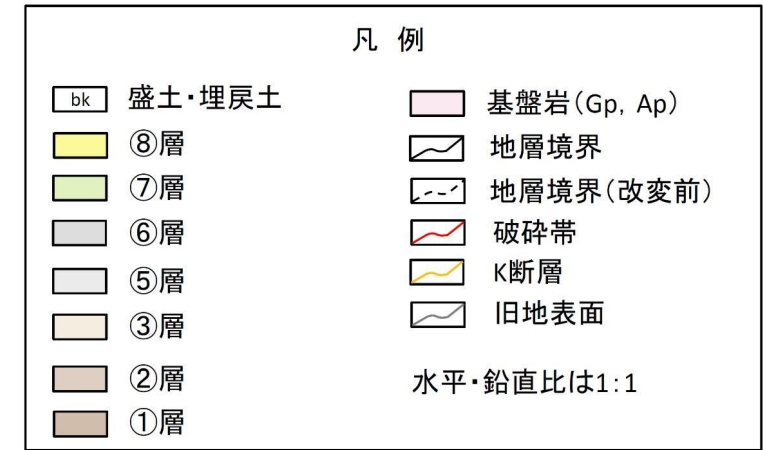 凡 例
bk 盛土・埋戻土
⑧層
⑦層
⑥層
⑤層
③層
②層
①層
基盤岩(Gp, Ap)
地層境界
地層境界(改変前)
破砕帯
K断層
旧地表面
水平・鉛直比は1:1